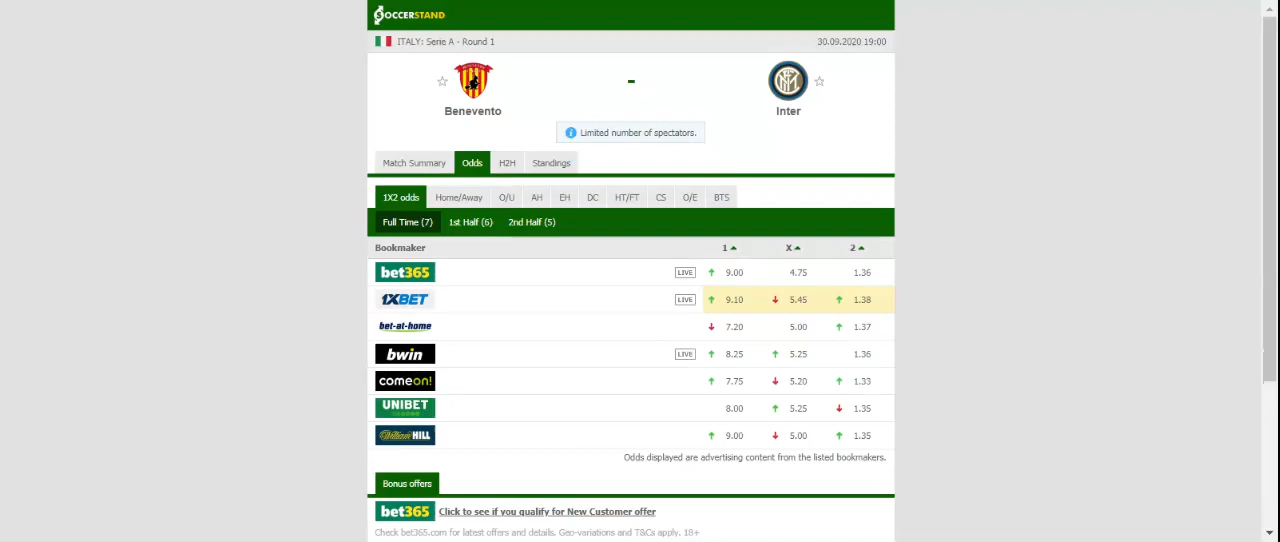 SOCCERSTAND
ITALY: Serie A - Round 1 30.09.2020 19:00
-
Benevento Inter
Limited number of spectators.
Match Summary Odds H2H Standings
1X2 odds Home/Away O/U AH EH DC HT/FT CS O/E BTS
Full Time (7) 1st Half (6) 2nd Half (5)
Bookmaker 1 X 2
bet365 LIVE 9.00 4.75 1.36
1XBET LIVE 9.10 5.45 1.38
bet-at-home 7.20 5.00 1.37
bwin LIVE 8.25 5.25 1.36
comeon! 7.75 5.20 1.33
UNIBET 8.00 5.25 1.35
William HILL 9.00 5.00 1.35
Odds displayed are advertising content from the listed bookmakers.
Bonus offers
bet365 Click to see if you qualify for New Customer offer
Check bet365.com for latest offers and details. Geo-variations and T&Cs apply. 18+